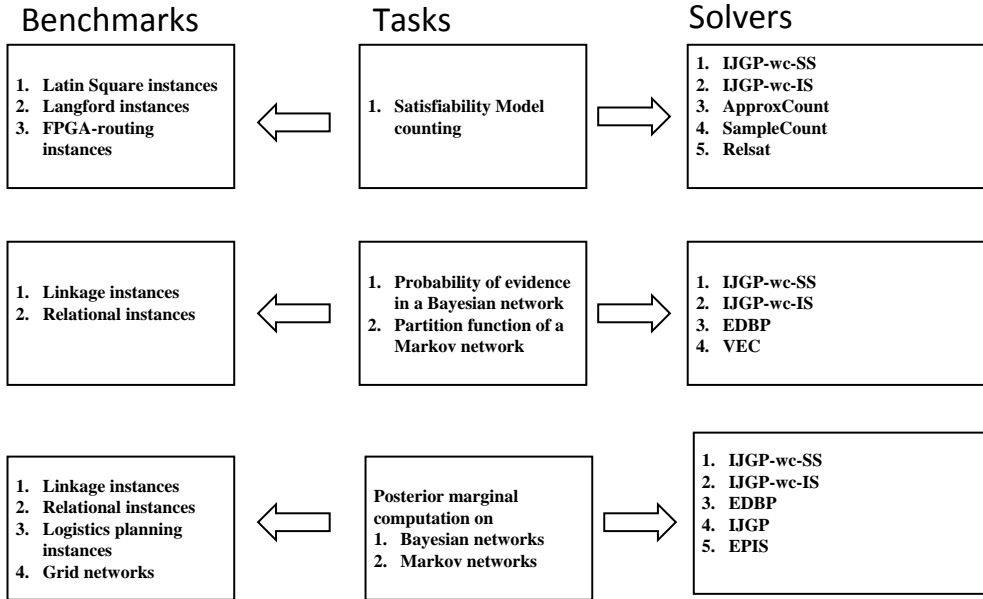 Benchmarks
Tasks
Solvers
1. Latin Square instances
2. Langford instances
3. FPGA-routing
instances
1. Satisfiability Model
counting
1. IJGP-wc-SS
2. IJGP-wc-IS
3. ApproxCount
4. SampleCount
5. Relsat
1. Linkage instances
2. Relational instances
1. Probability of evidence
in a Bayesian network
2. Partition function of a
Markov network
1. IJGP-wc-SS
2. IJGP-wc-IS
3. EDBP
4. VEC
1. Linkage instances
2. Relational instances
3. Logistics planning
instances
4. Grid networks
Posterior marginal
computation on
1. Bayesian networks
2. Markov networks
1. IJGP-wc-SS
2. IJGP-wc-IS
3. EDBP
4. IJGP
5. EPIS